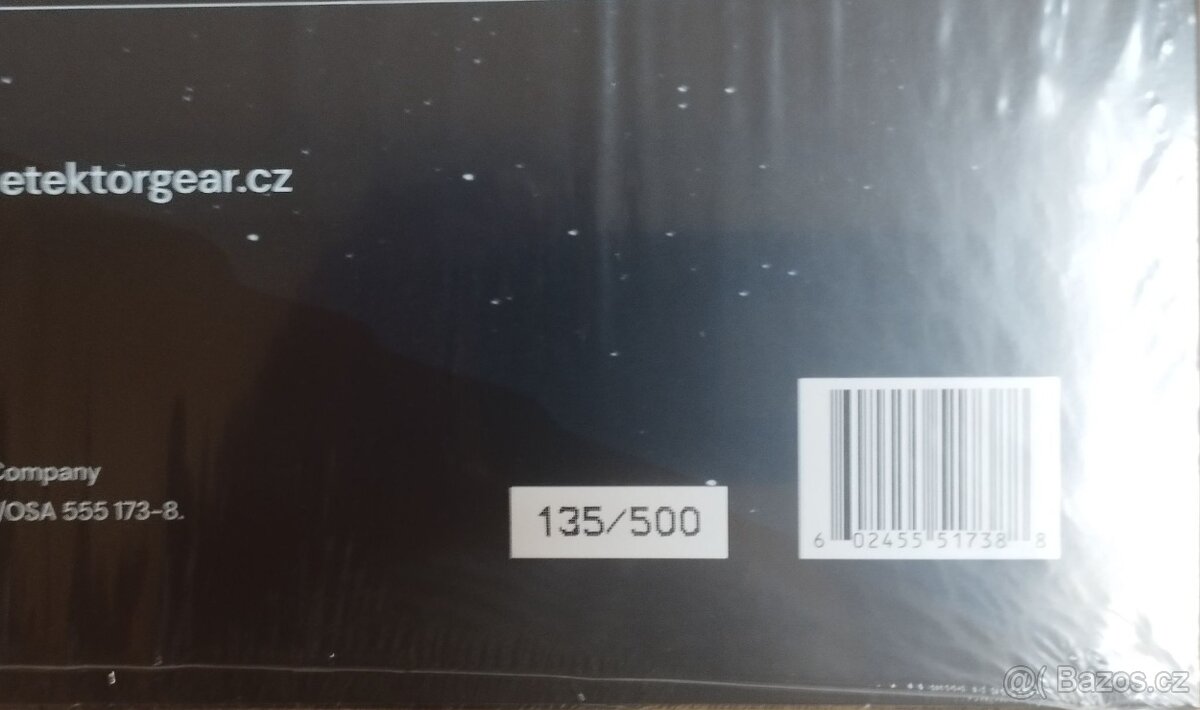 etektorgear.cz
Company
/OSA 555 173-8.
135/500
6 02455 51738 8
@( Bazos.cz